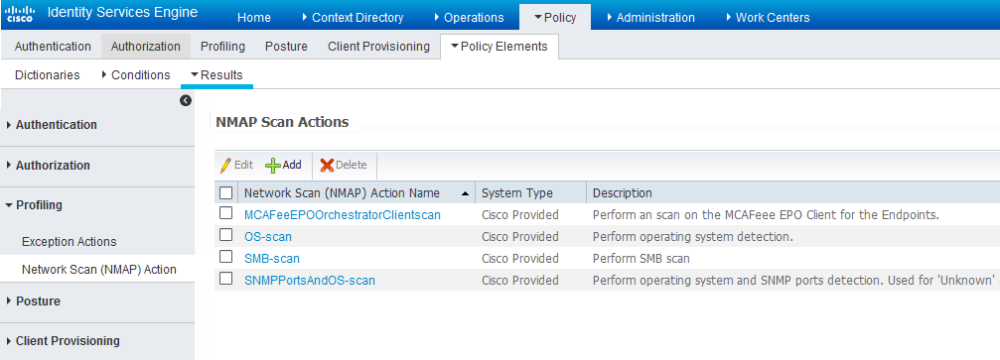 cisco Identity Services Engine Home Context Directory Operations Policy Administration Work Centers
Authentication Authorization Profiling Posture Client Provisioning Policy Elements
Dictionaries Conditions Results
Authentication
Authorization
Profiling
Exception Actions
Network Scan (NMAP) Action
Posture
Client Provisioning
NMAP Scan Actions
Edit Add Delete
Network Scan (NMAP) Action Name System Type Description
MCAFeeEPOOrchestratorClientscan Cisco Provided Perform an scan on the MCAFeee EPO Client for the Endpoints.
OS-scan Cisco Provided Perform operating system detection.
SMB-scan Cisco Provided Perform SMB scan
SNMPPortsAndOS-scan Cisco Provided Perform operating system and SNMP ports detection. Used for 'Unknown'